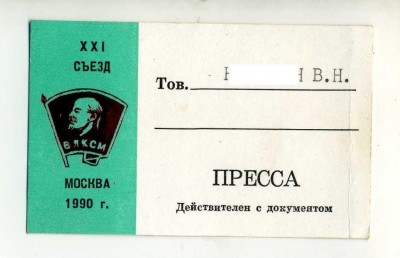 XXI
СЪЕЗД
ВЛКСМ
МОСКВА
1990 г.
Тов. В.Н.
ПРЕССА
Действителен с документом